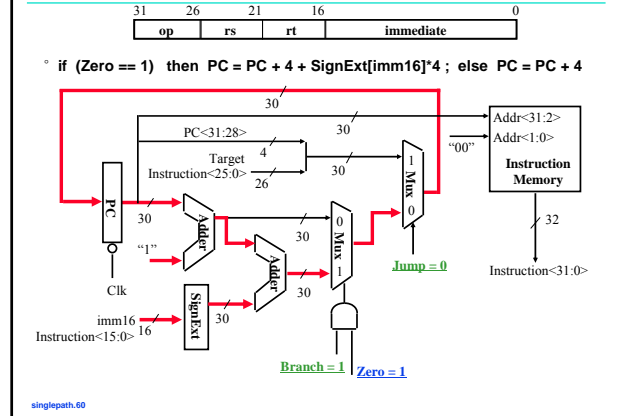 31 26 21 16 0
op rs rt immediate
° if (Zero == 1) then PC = PC + 4 + SignExt[imm16]*4 ; else PC = PC + 4
30
30
PC<31:28>
4
Target
Instruction<25:0>
26
30
Addr<31:2>
Addr<1:0>
“00”
Instruction
Memory
32
Instruction<31:0>
1
Mux
0
Jump = 0
PC
30
Adder
“1”
Clk
30
0
Mux
1
Adder
30
SignExt
30
imm16
Instruction<15:0>
16
Branch = 1
Zero = 1
singlepath.60